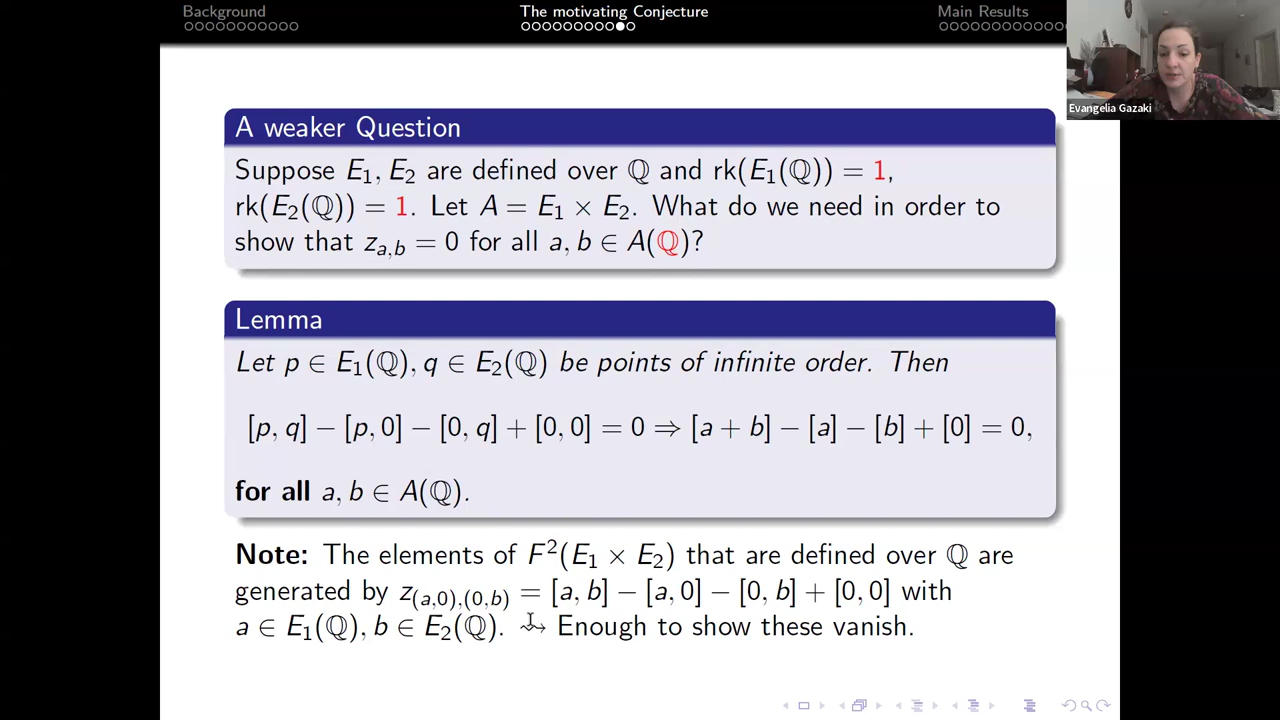 Background
The motivating Conjecture
Main Results
Evangelia Gazaki
A weaker Question
Suppose E₁, E₂ are defined over ℚ and rk(E₁(ℚ)) = 1,
rk(E₂(ℚ)) = 1. Let A = E₁ × E₂. What do we need in order to
show that z_{a,b} = 0 for all a, b ∈ A(ℚ)?
Lemma
Let p ∈ E₁(ℚ), q ∈ E₂(ℚ) be points of infinite order. Then
[p, q] − [p, 0] − [0, q] + [0, 0] = 0 ⇒ [a + b] − [a] − [b] + [0] = 0,
for all a, b ∈ A(ℚ).
Note: The elements of F²(E₁ × E₂) that are defined over ℚ are
generated by z_{(a,0),(0,b)} = [a, b] − [a, 0] − [0, b] + [0, 0] with
a ∈ E₁(ℚ), b ∈ E₂(ℚ). ⇝ Enough to show these vanish.